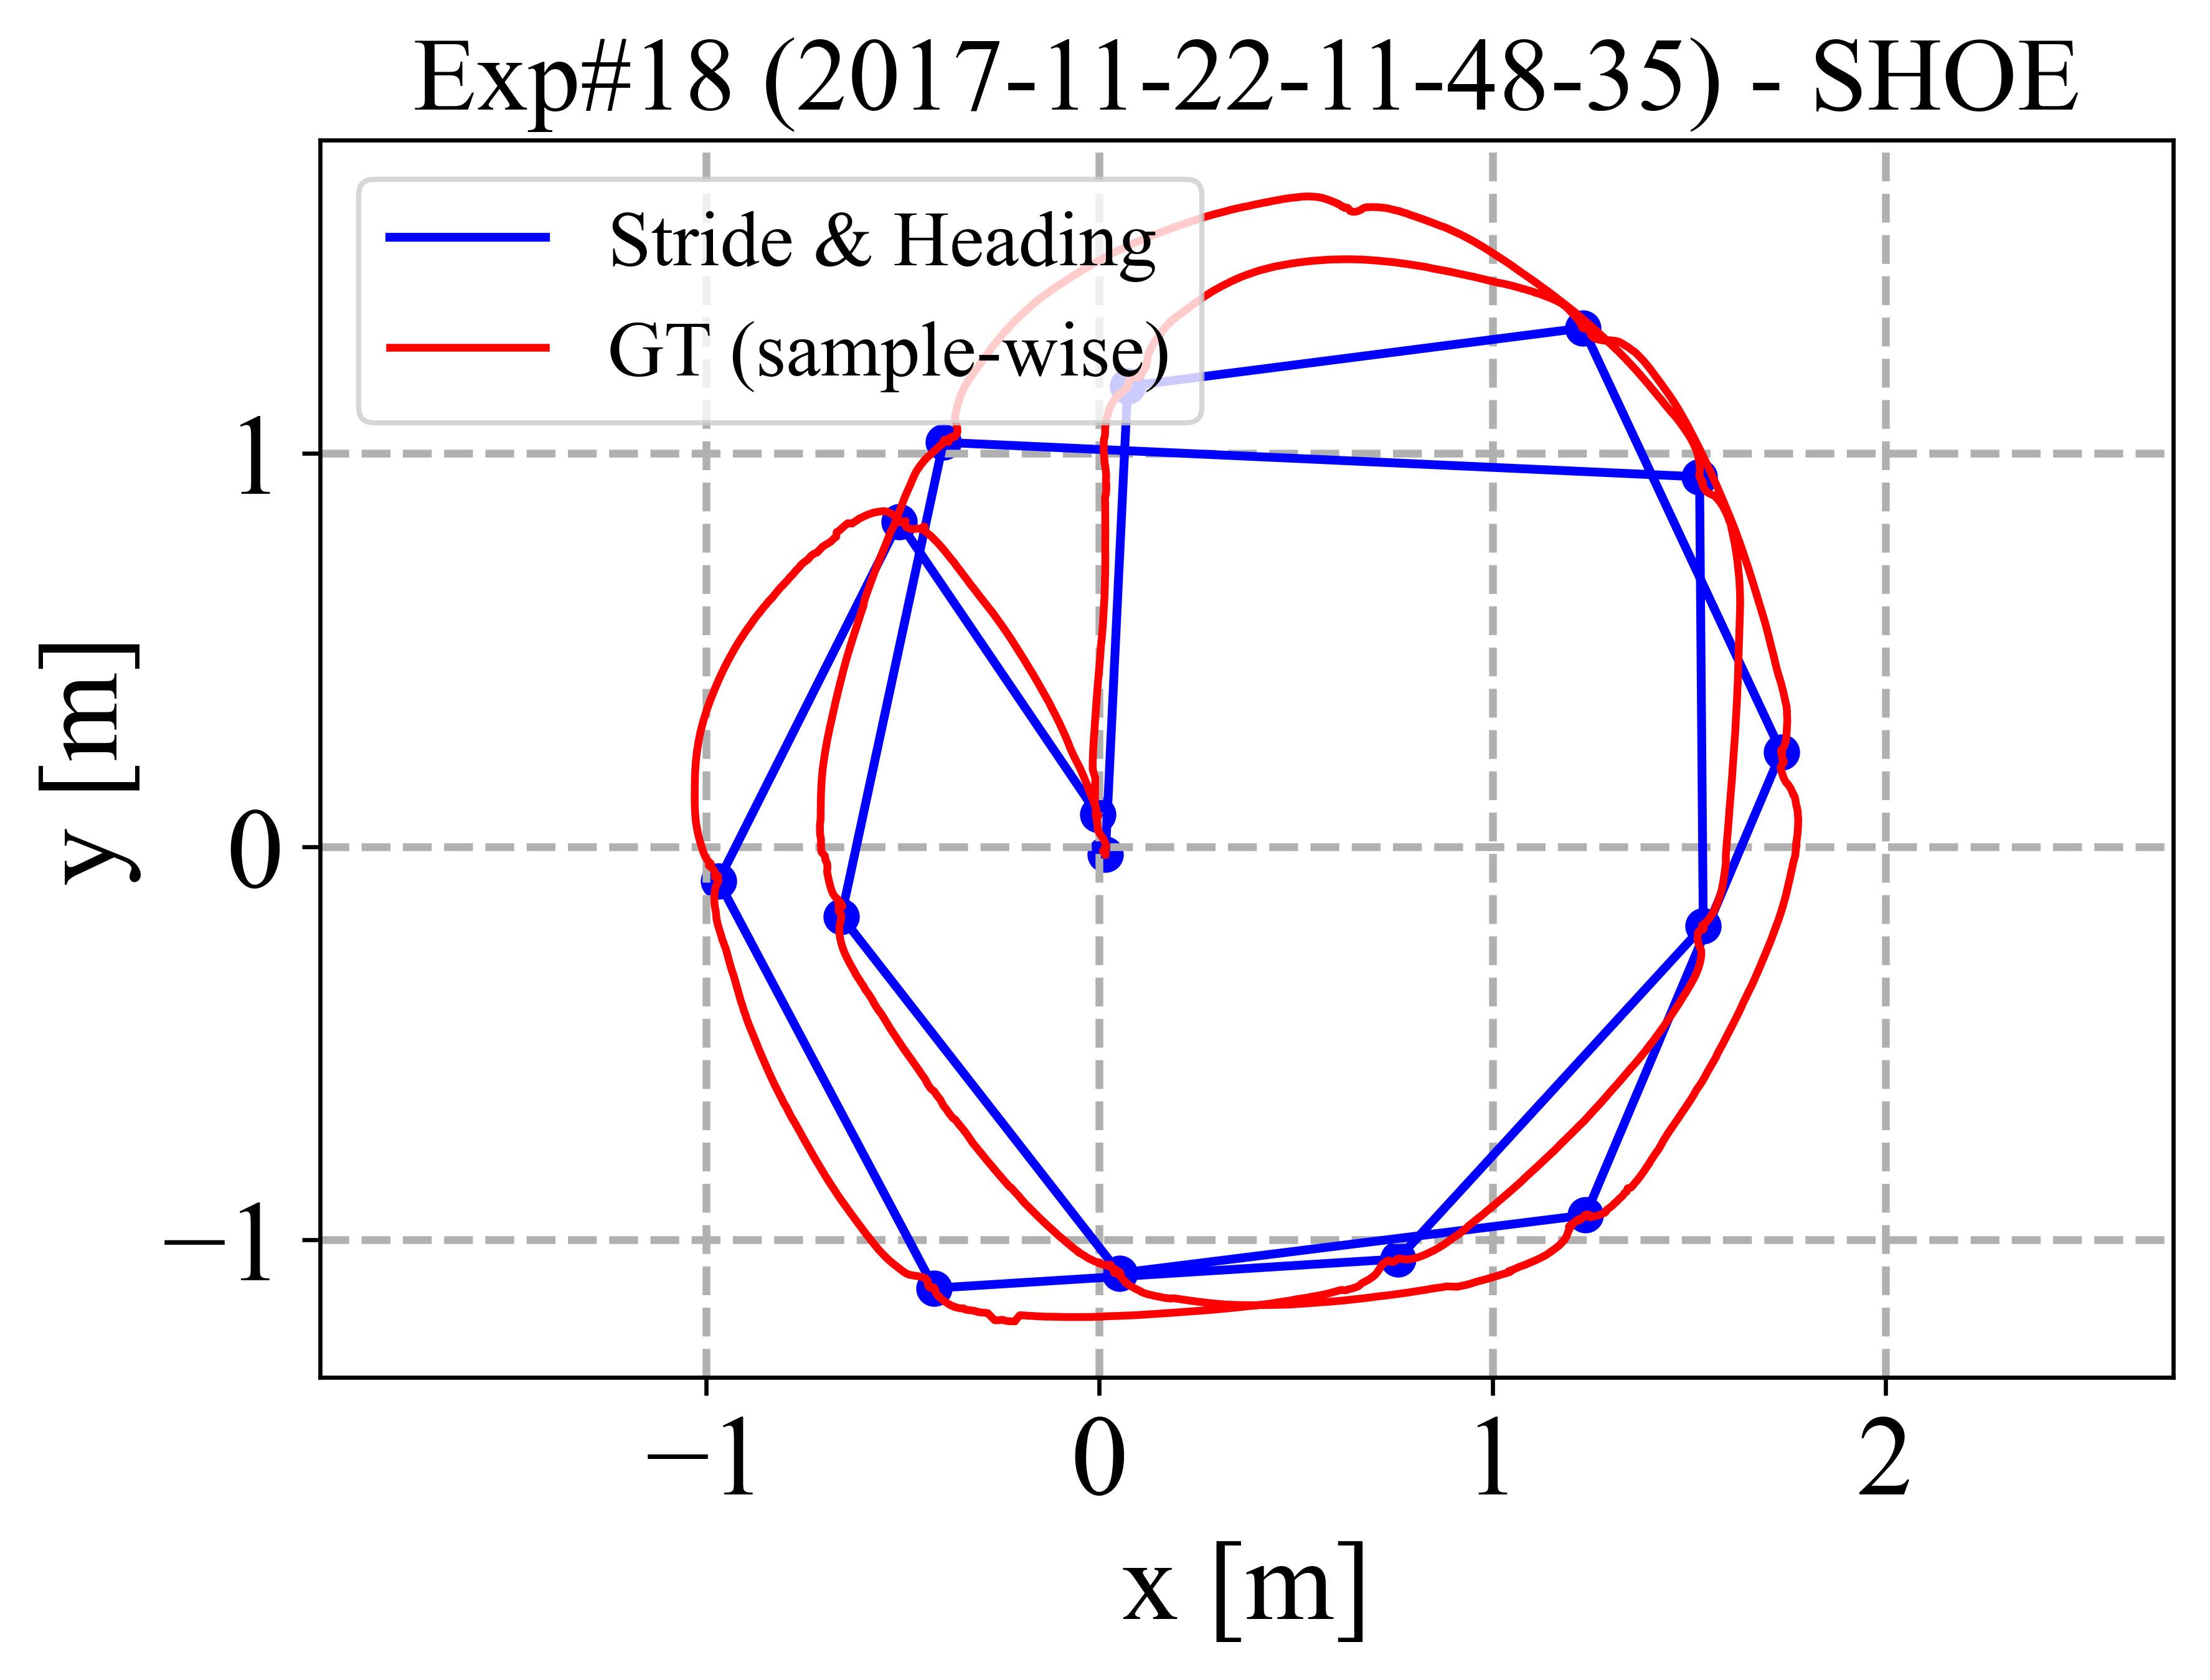 Exp#18 (2017-11-22-11-48-35) - SHOE
Stride & Heading
GT (sample-wise)
1
0
−1
y [m]
−1 0 1 2
x [m]